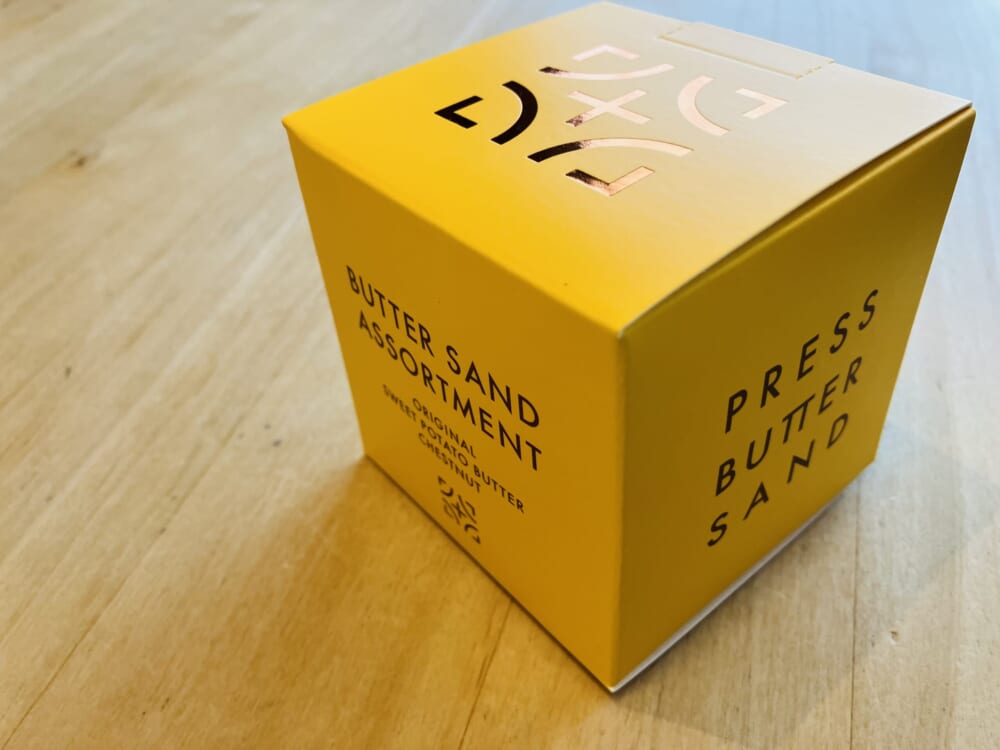 BUTTER SAND
ASSORTMENT
ORIGINAL
SWEET POTATO BUTTER
CHESTNUT
PRESS
BUTTER
SAND